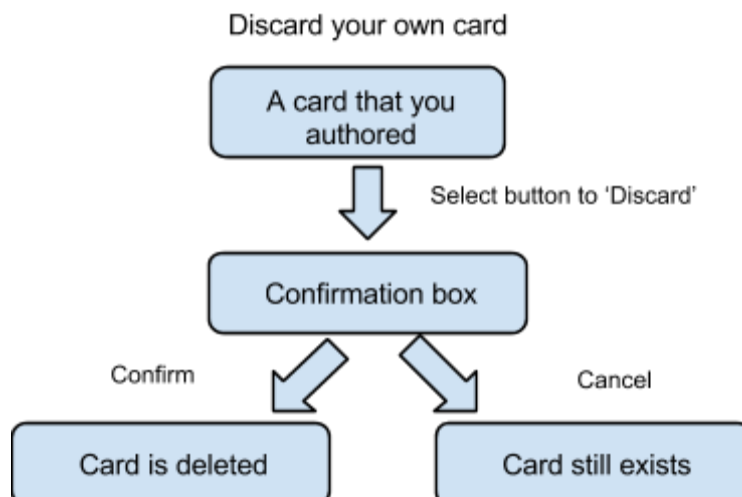 Discard your own card
A card that you
authored
Select button to ‘Discard’
Confirmation box
Confirm
Cancel
Card is deleted
Card still exists